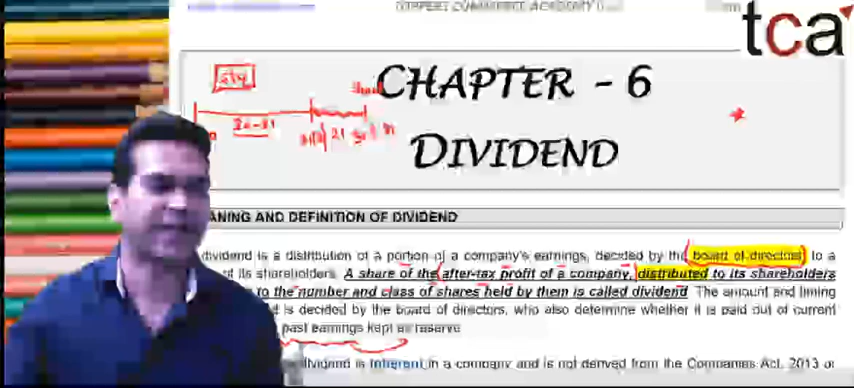 tca
CHAPTER - 6
DIVIDEND
ANING AND DEFINITION OF DIVIDEND
dividend is a distribution of a portion of a company's earnings, decided by the board of directors to a
of its shareholders. A share of the after-tax profit of a company, distributed to its shareholders
to the number and class of shares held by them is called dividend. The amount and timing
is decided by the board of directors, who also determine whether it is paid out of current
past earnings kept as reserve
dividend is inherent in a company and is not derived from the Companies Act, 2013 or